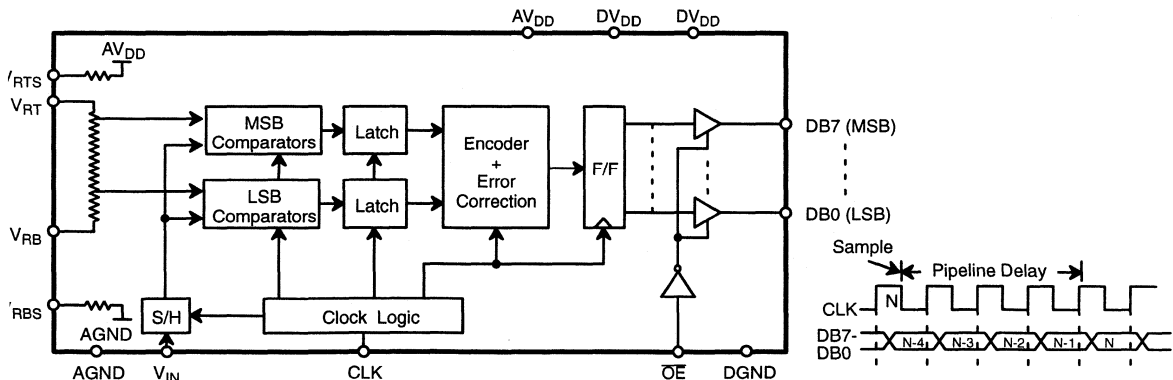 AVDD DVDD DVDD
AVDD
VRTS
VRT
MSB
Comparators
Latch
Encoder
+
Error
Correction
F/F
DB7 (MSB)
LSB
Comparators
Latch
DB0 (LSB)
VRB
VRBS
AGND
S/H
Clock Logic
AGND
VIN
CLK
OE
DGND
Sample
Pipeline Delay
CLK
N
DB7-
DB0
N-4 N-3 N-2 N-1 N